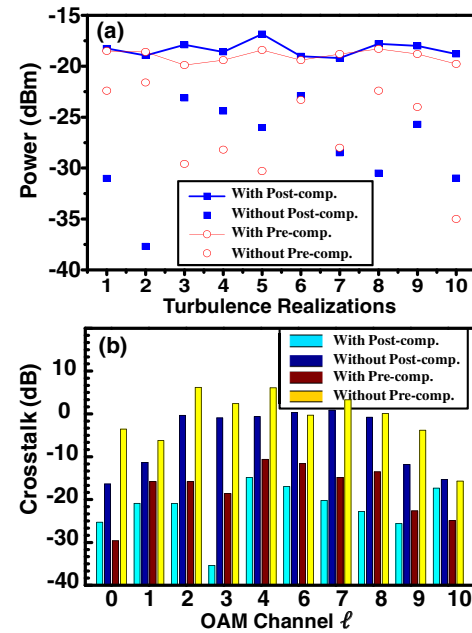 (a)
Power (dBm)
-15
-20
-25
-30
-35
-40
With Post-comp.
Without Post-comp.
With Pre-comp.
Without Pre-comp.
1 2 3 4 5 6 7 8 9 10
Turbulence Realizations
(b)
Crosstalk (dB)
10
0
-10
-20
-30
-40
With Post-comp.
Without Post-comp.
With Pre-comp.
Without Pre-comp.
0 1 2 3 4 5 6 7 8 9 10
OAM Channel ℓ